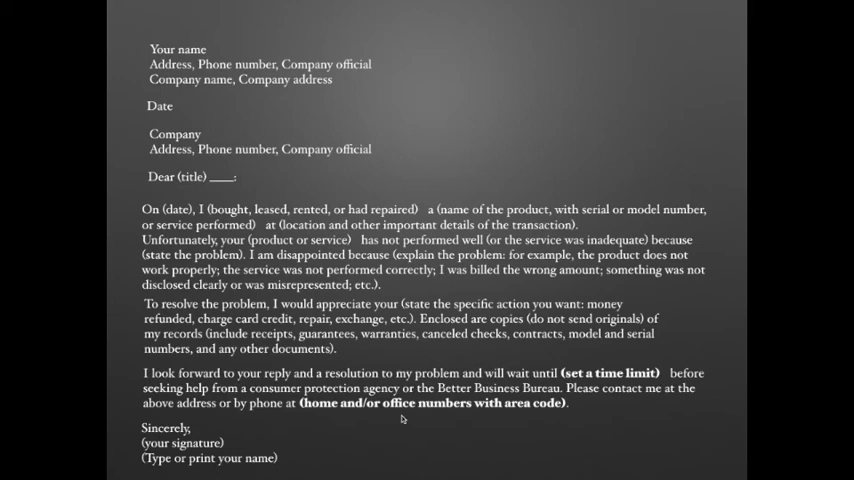 Your name
Address, Phone number, Company official
Company name, Company address
Date
Company
Address, Phone number, Company official
Dear (title) ____:
On (date), I (bought, leased, rented, or had repaired) a (name of the product, with serial or model number,
or service performed) at (location and other important details of the transaction).
Unfortunately, your (product or service) has not performed well (or the service was inadequate) because
(state the problem). I am disappointed because (explain the problem: for example, the product does not
work properly; the service was not performed correctly; I was billed the wrong amount; something was not
disclosed clearly or was misrepresented; etc.).
To resolve the problem, I would appreciate your (state the specific action you want: money
refunded, charge card credit, repair, exchange, etc.). Enclosed are copies (do not send originals) of
my records (include receipts, guarantees, warranties, canceled checks, contracts, model and serial
numbers, and any other documents).
I look forward to your reply and a resolution to my problem and will wait until (set a time limit) before
seeking help from a consumer protection agency or the Better Business Bureau. Please contact me at the
above address or by phone at (home and/or office numbers with area code).
Sincerely,
(your signature)
(Type or print your name)